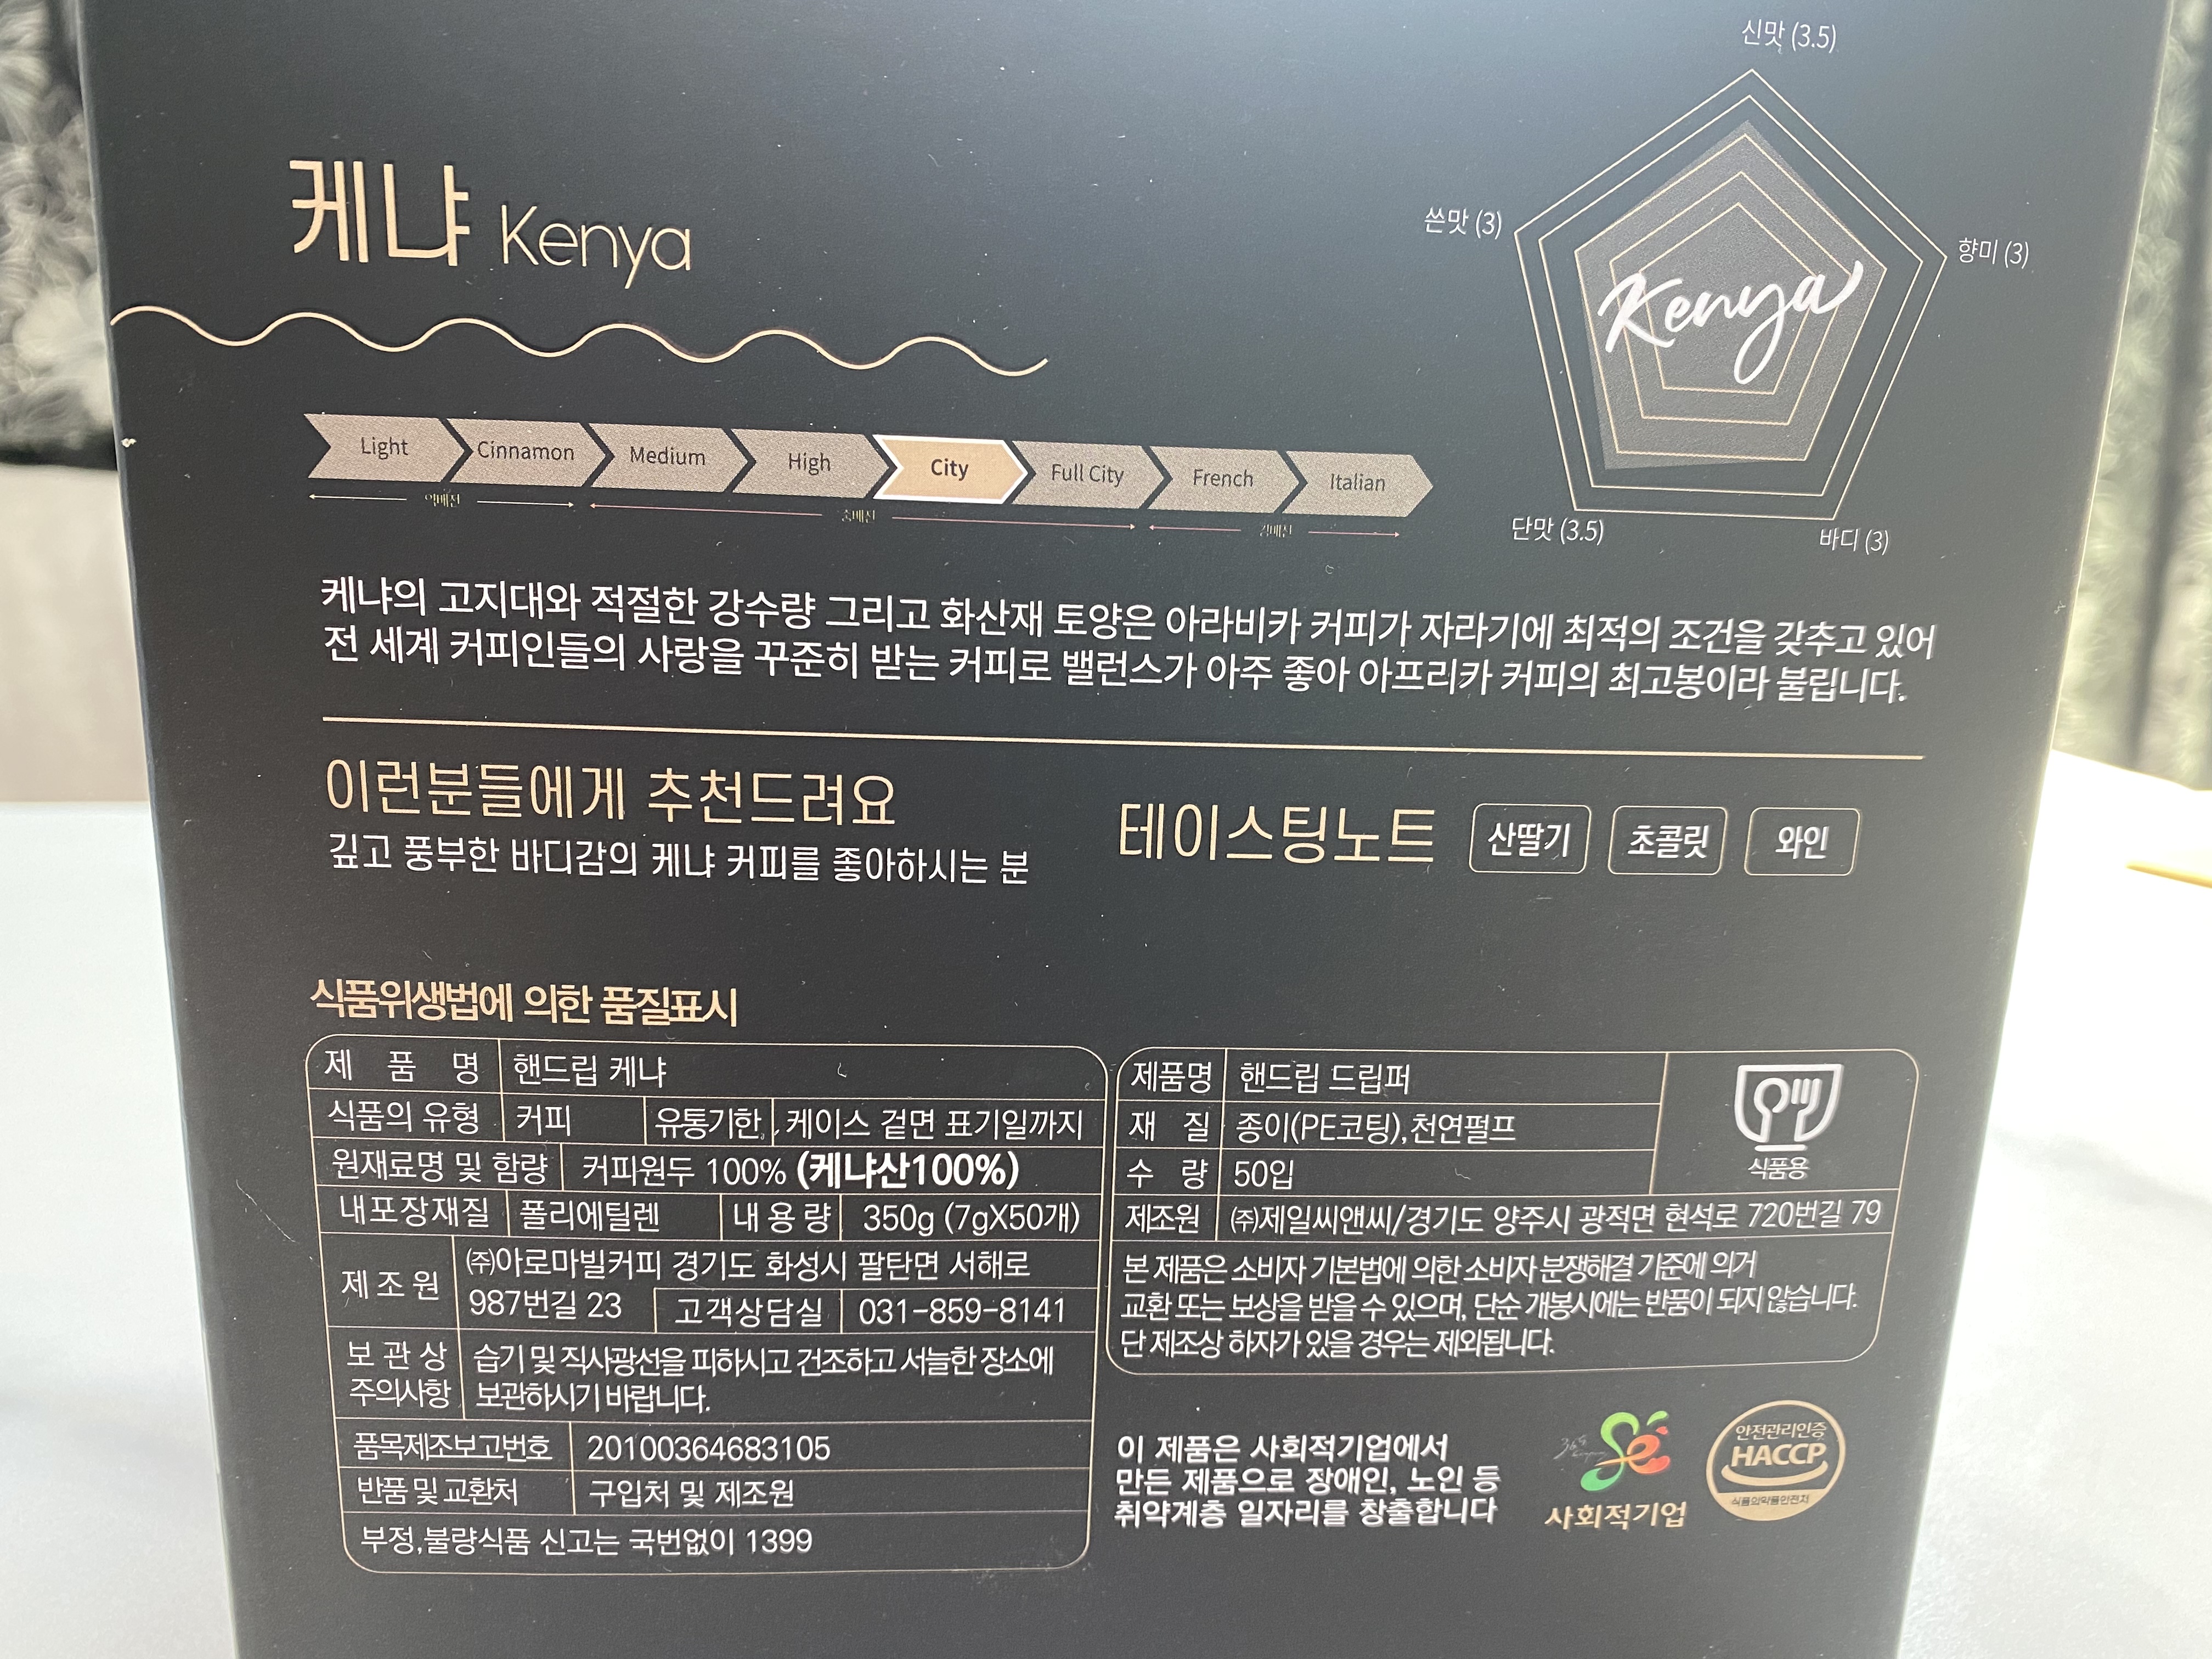 신맛 (3.5)
쓴맛 (3)
향미 (3)
단맛 (3.5)
바디 (3)
Kenya
케냐 Kenya
Light
Cinnamon
Medium
High
City
Full City
French
Italian
약배전
중배전
강배전
케냐의 고지대와 적절한 강수량 그리고 화산재 토양은 아라비카 커피가 자라기에 최적의 조건을 갖추고 있어
전 세계 커피인들의 사랑을 꾸준히 받는 커피로 밸런스가 아주 좋아 아프리카 커피의 최고봉이라 불립니다.
이런분들에게 추천드려요
깊고 풍부한 바디감의 케냐 커피를 좋아하시는 분
테이스팅노트 산딸기 초콜릿 와인
식품위생법에 의한 품질표시
제 품 명 핸드립 케냐
식품의 유형 커피 유통기한 케이스 겉면 표기일까지
원재료명 및 함량 커피원두 100% (케냐산100%)
내포장재질 폴리에틸렌 내 용 량 350g (7gX50개)
제 조 원 ㈜아로마빌커피 경기도 화성시 팔탄면 서해로
987번길 23 고객상담실 031-859-8141
보 관 상
주의사항
습기 및 직사광선을 피하시고 건조하고 서늘한 장소에
보관하시기 바랍니다.
품목제조보고번호 20100364683105
반품 및 교환처 구입처 및 제조원
부정,불량식품 신고는 국번없이 1399
제품명 핸드립 드립퍼
재 질 종이(PE코팅),천연펄프
수 량 50입
식품용
제조원 ㈜제일씨앤씨/경기도 양주시 광적면 현석로 720번길 79
본 제품은 소비자 기본법에 의한 소비자 분쟁해결 기준에 의거
교환 또는 보상을 받을 수 있으며, 단순 개봉시에는 반품이 되지 않습니다.
단 제조상 하자가 있을 경우는 제외됩니다.
이 제품은 사회적기업에서
만든 제품으로 장애인, 노인 등
취약계층 일자리를 창출합니다
사회적기업
안전관리인증
HACCP
식품의약품안전처